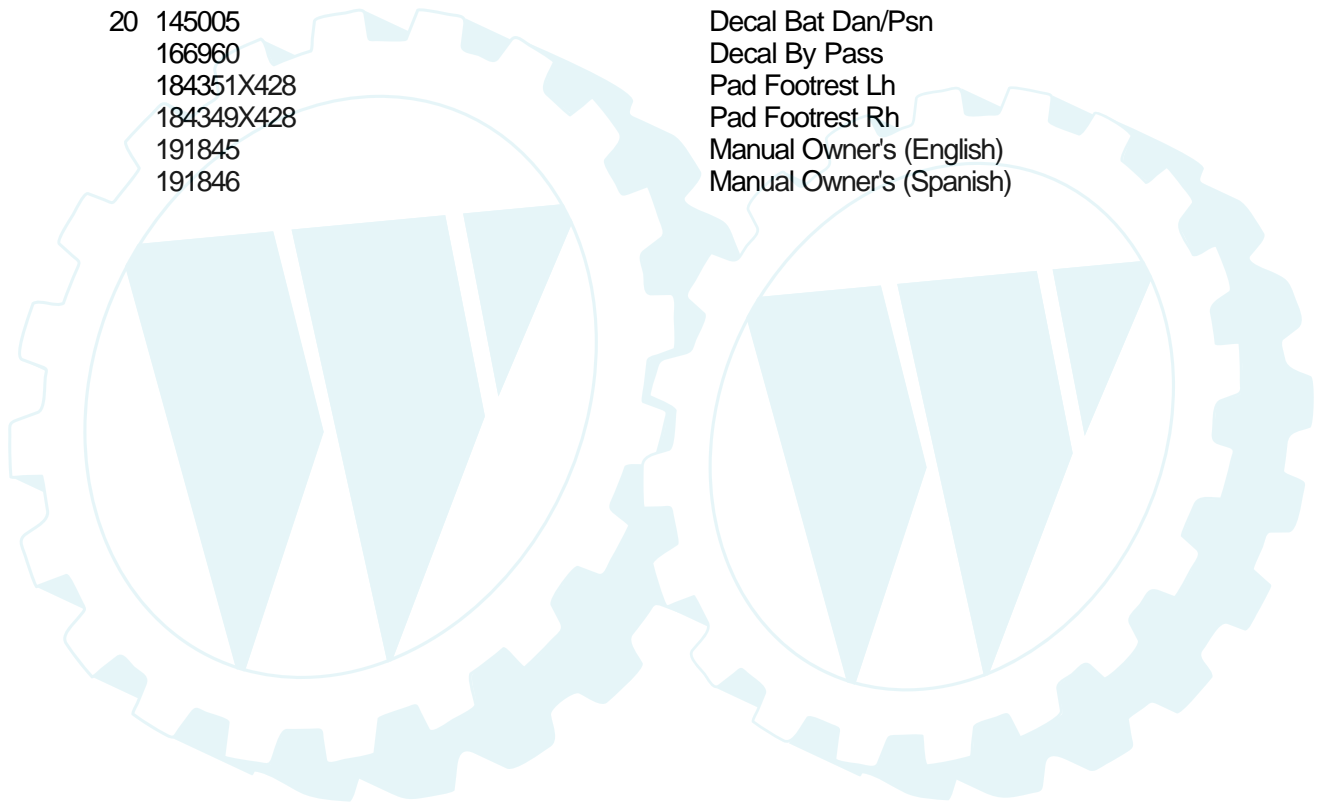 20 145005 Decal Bat Dan/Psn
166960 Decal By Pass
184351X428 Pad Footrest Lh
184349X428 Pad Footrest Rh
191845 Manual Owner's (English)
191846 Manual Owner's (Spanish)